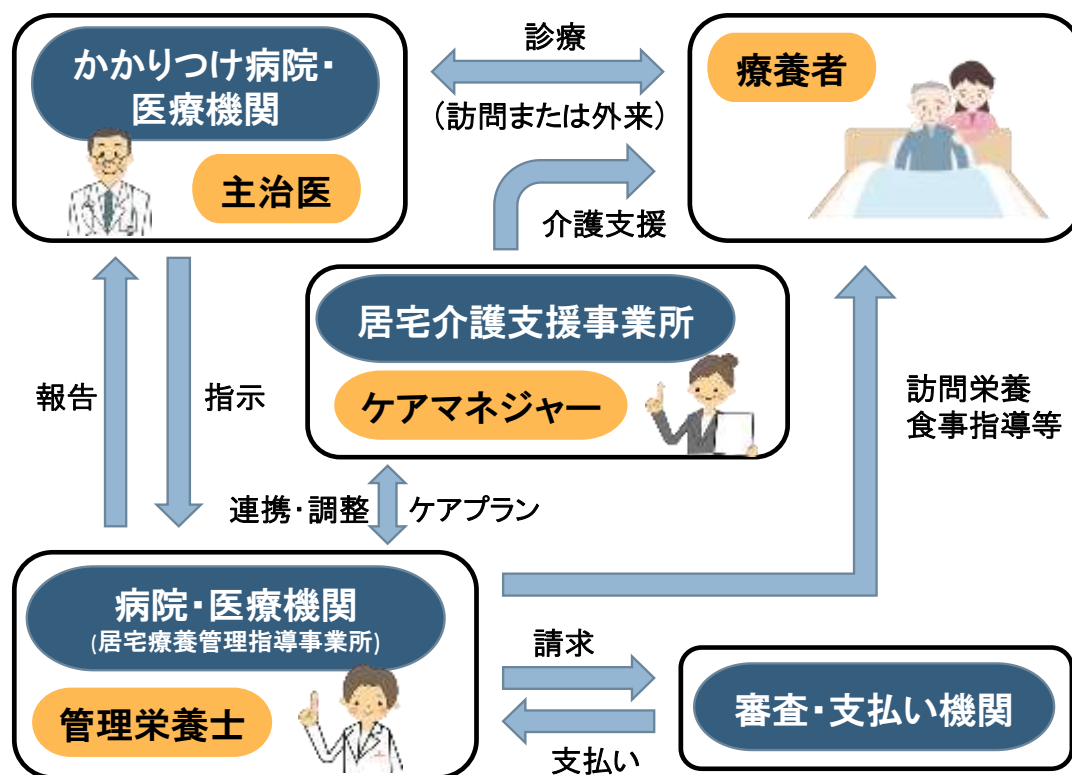 かかりつけ病院・
医療機関
主治医
診療
(訪問または外来)
療養者
介護支援
居宅介護支援事業所
ケアマネジャー
報告
指示
訪問栄養
食事指導等
連携・調整
ケアプラン
病院・医療機関
(居宅療養管理指導事業所)
管理栄養士
請求
支払い
審査・支払い機関